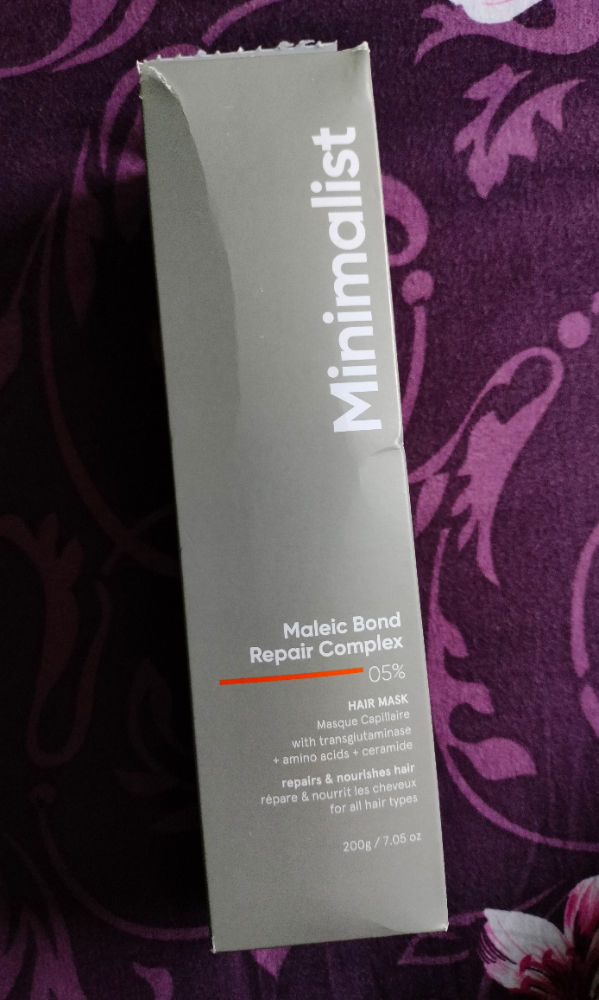 Minimalist
Maleic Bond
Repair Complex
05%
HAIR MASK
Masque Capillaire
with transglutaminase
+ amino acids + ceramide
repairs & nourishes hair
répare & nourrit les cheveux
for all hair types
200g / 7.05 oz